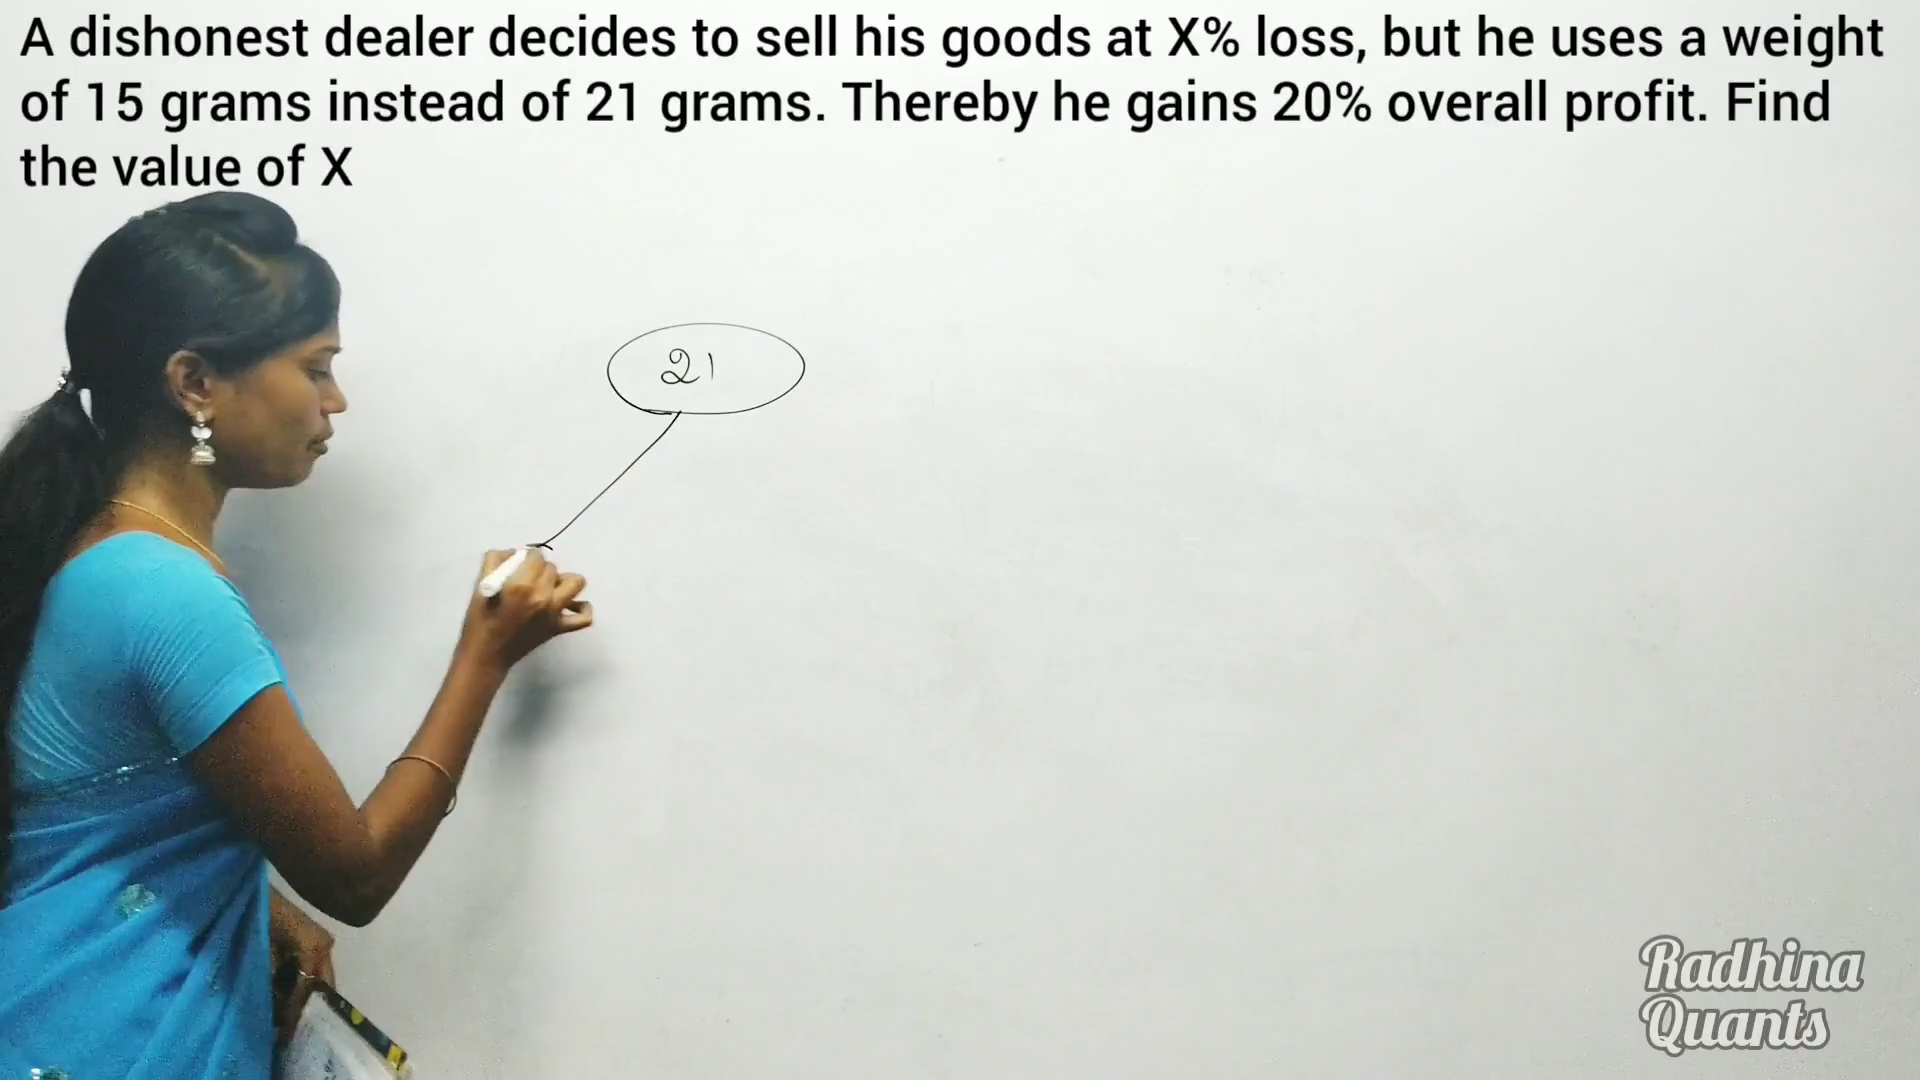 A dishonest dealer decides to sell his goods at X% loss, but he uses a weight
of 15 grams instead of 21 grams. Thereby he gains 20% overall profit. Find
the value of X
21
Radhina
Quants